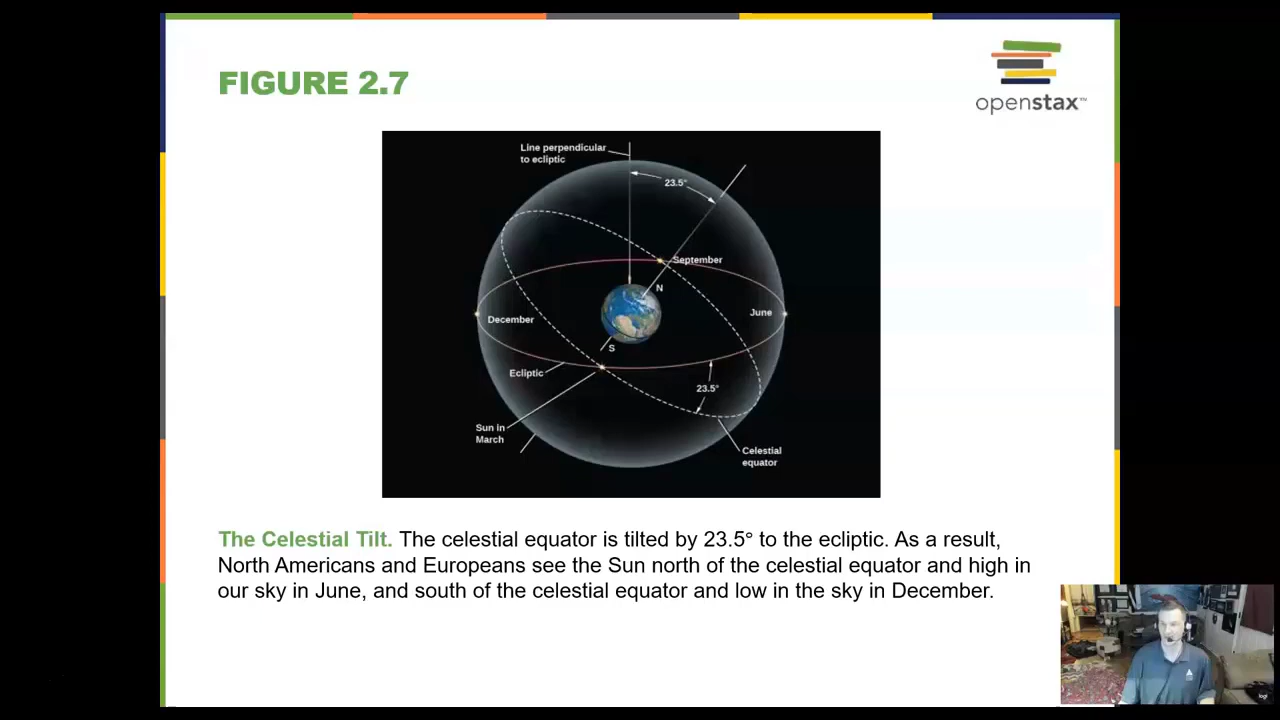 FIGURE 2.7
openstax™
Line perpendicular
to ecliptic
23.5°
September
N
December
June
S
Ecliptic
23.5°
Sun in
March
Celestial
equator
The Celestial Tilt. The celestial equator is tilted by 23.5° to the ecliptic. As a result,
North Americans and Europeans see the Sun north of the celestial equator and high in
our sky in June, and south of the celestial equator and low in the sky in December.
logi